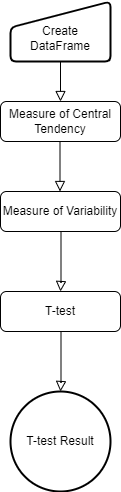 Create
DataFrame
Measure of Central
Tendency
Measure of Variability
T-test
T-test Result